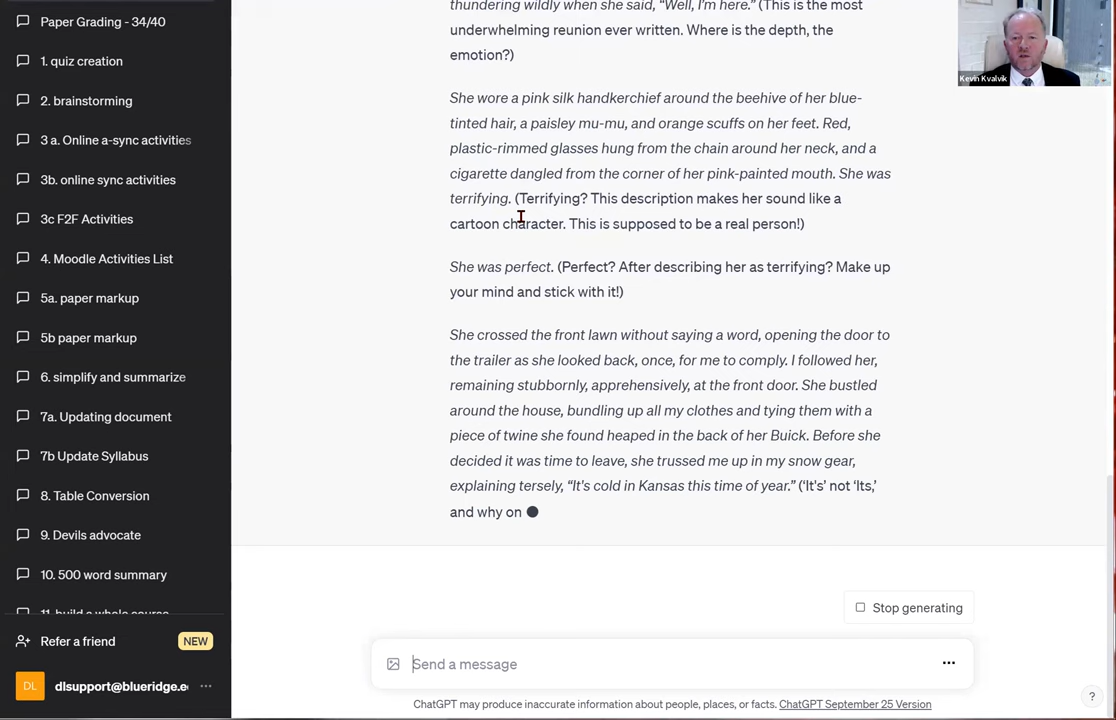 Paper Grading - 34/40
1. quiz creation
2. brainstorming
3 a. Online a-sync activities
3b. online sync activities
3c F2F Activities
4. Moodle Activities List
5a. paper markup
5b paper markup
6. simplify and summarize
7a. Updating document
7b Update Syllabus
8. Table Conversion
9. Devils advocate
10. 500 word summary
11. build a whole course
Refer a friend
NEW
DL
dlsupport@blueridge.e
thundering wildly when she said, “Well, I’m here.” (This is the most
underwhelming reunion ever written. Where is the depth, the
emotion?)
She wore a pink silk handkerchief around the beehive of her blue-
tinted hair, a paisley mu-mu, and orange scuffs on her feet. Red,
plastic-rimmed glasses hung from the chain around her neck, and a
cigarette dangled from the corner of her pink-painted mouth. She was
terrifying. (Terrifying? This description makes her sound like a
cartoon character. This is supposed to be a real person!)
She was perfect. (Perfect? After describing her as terrifying? Make up
your mind and stick with it!)
She crossed the front lawn without saying a word, opening the door to
the trailer as she looked back, once, for me to comply. I followed her,
remaining stubbornly, apprehensively, at the front door. She bustled
around the house, bundling up all my clothes and tying them with a
piece of twine she found heaped in the back of her Buick. Before she
decided it was time to leave, she trussed me up in my snow gear,
explaining tersely, “It’s cold in Kansas this time of year.” (‘It's’ not ‘Its,’
and why on
Stop generating
Send a message
ChatGPT may produce inaccurate information about people, places, or facts. ChatGPT September 25 Version
?
Kevin Kvalvik